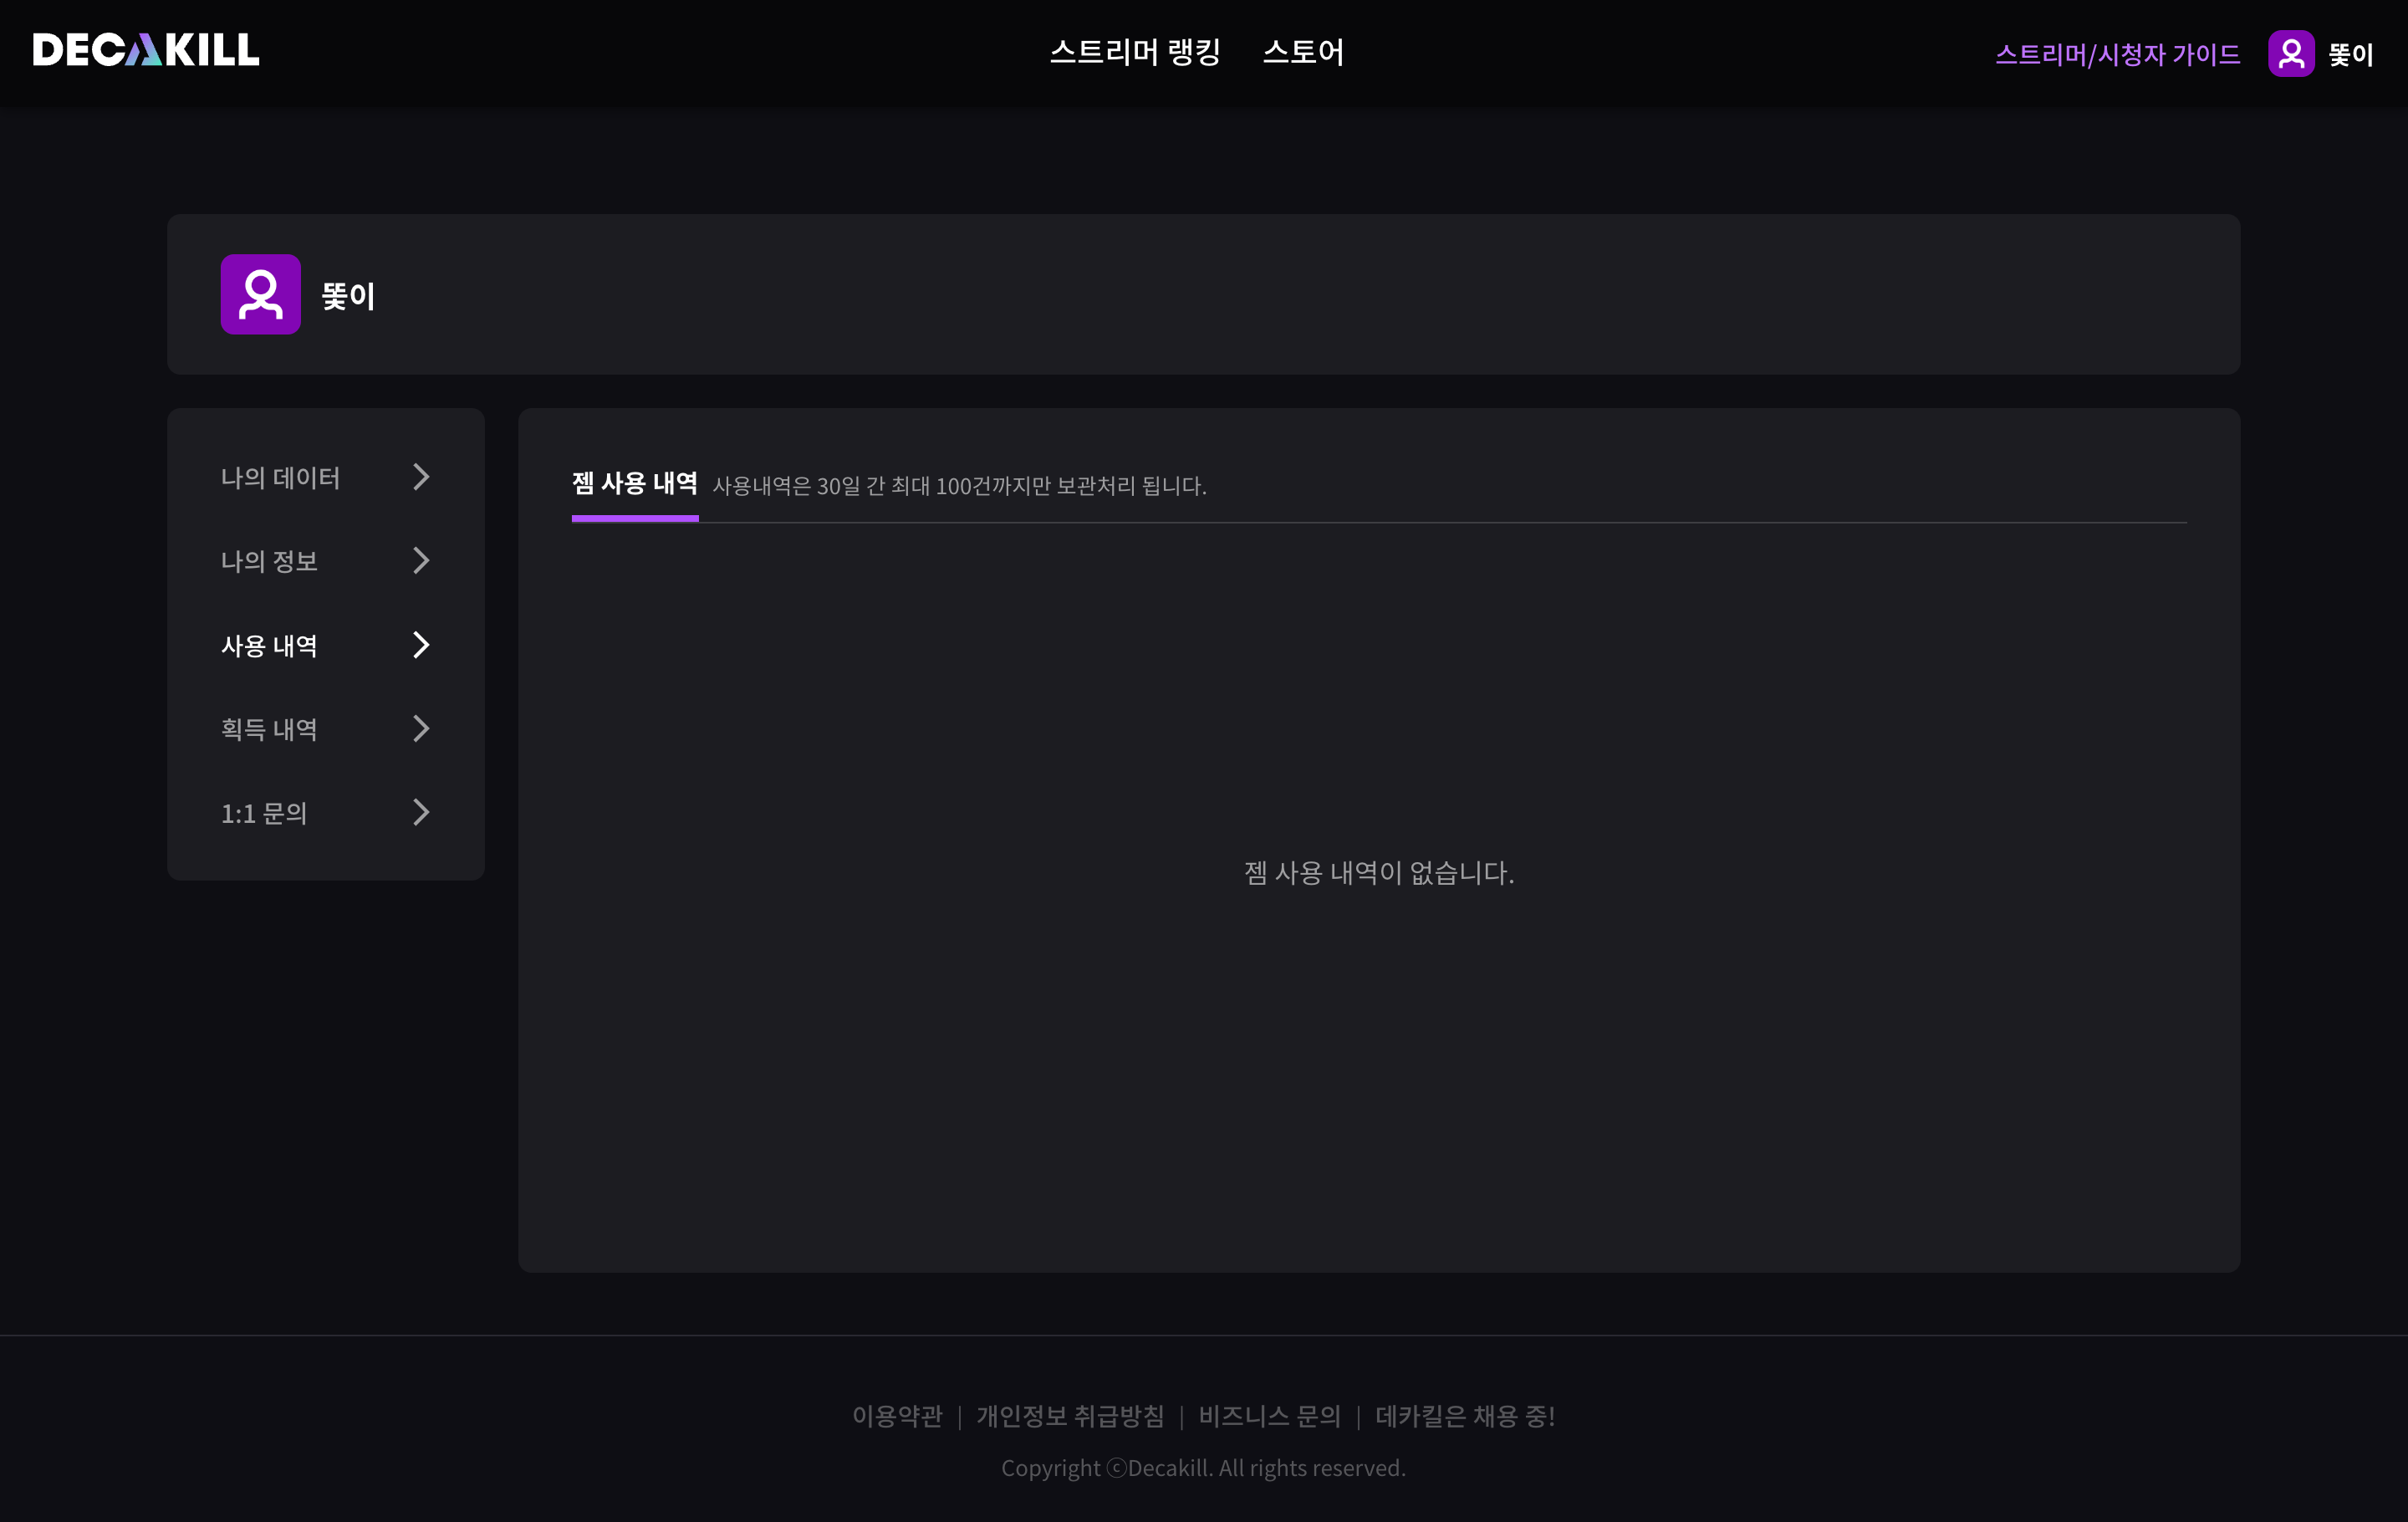 DECAKILL
스트리머 랭킹
스토어
스트리머/시청자 가이드
똧이
똧이
나의 데이터
나의 정보
사용 내역
획득 내역
1:1 문의
젬 사용 내역 사용내역은 30일 간 최대 100건까지만 보관처리 됩니다.
젬 사용 내역이 없습니다.
이용약관 | 개인정보 취급방침 | 비즈니스 문의 | 데카킬은 채용 중!
Copyright ⓒDecakill. All rights reserved.